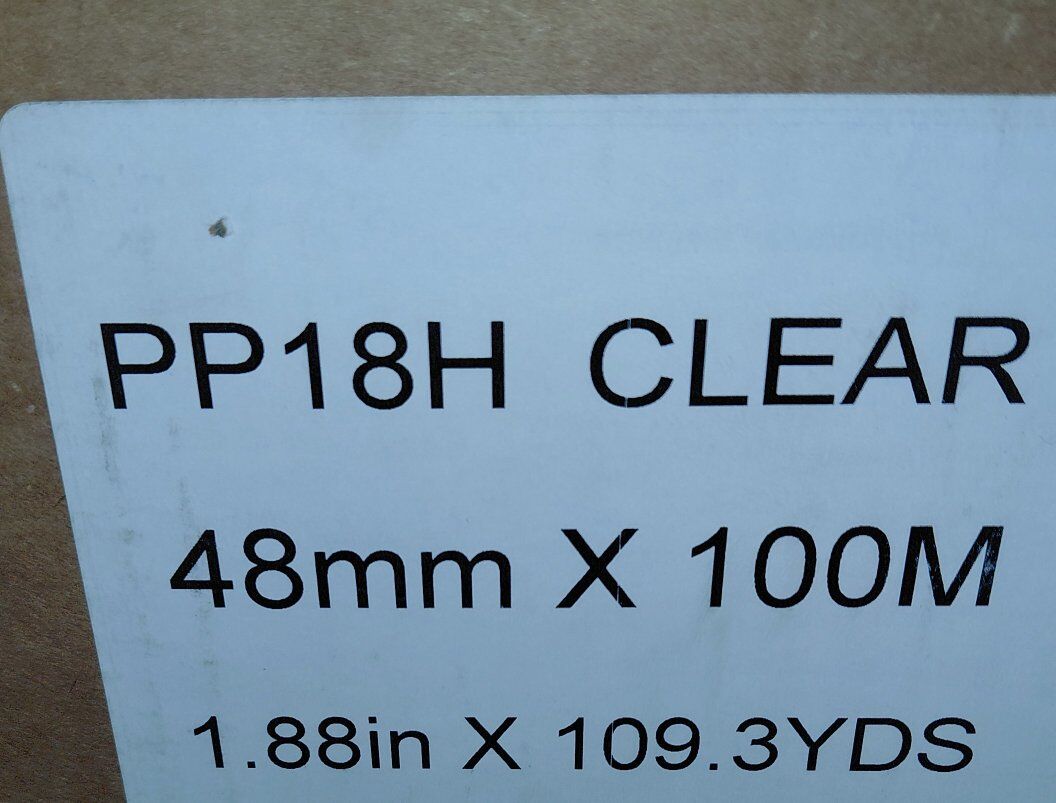 PP18H CLEAR
48mm X 100M
1.88in X 109.3YDS